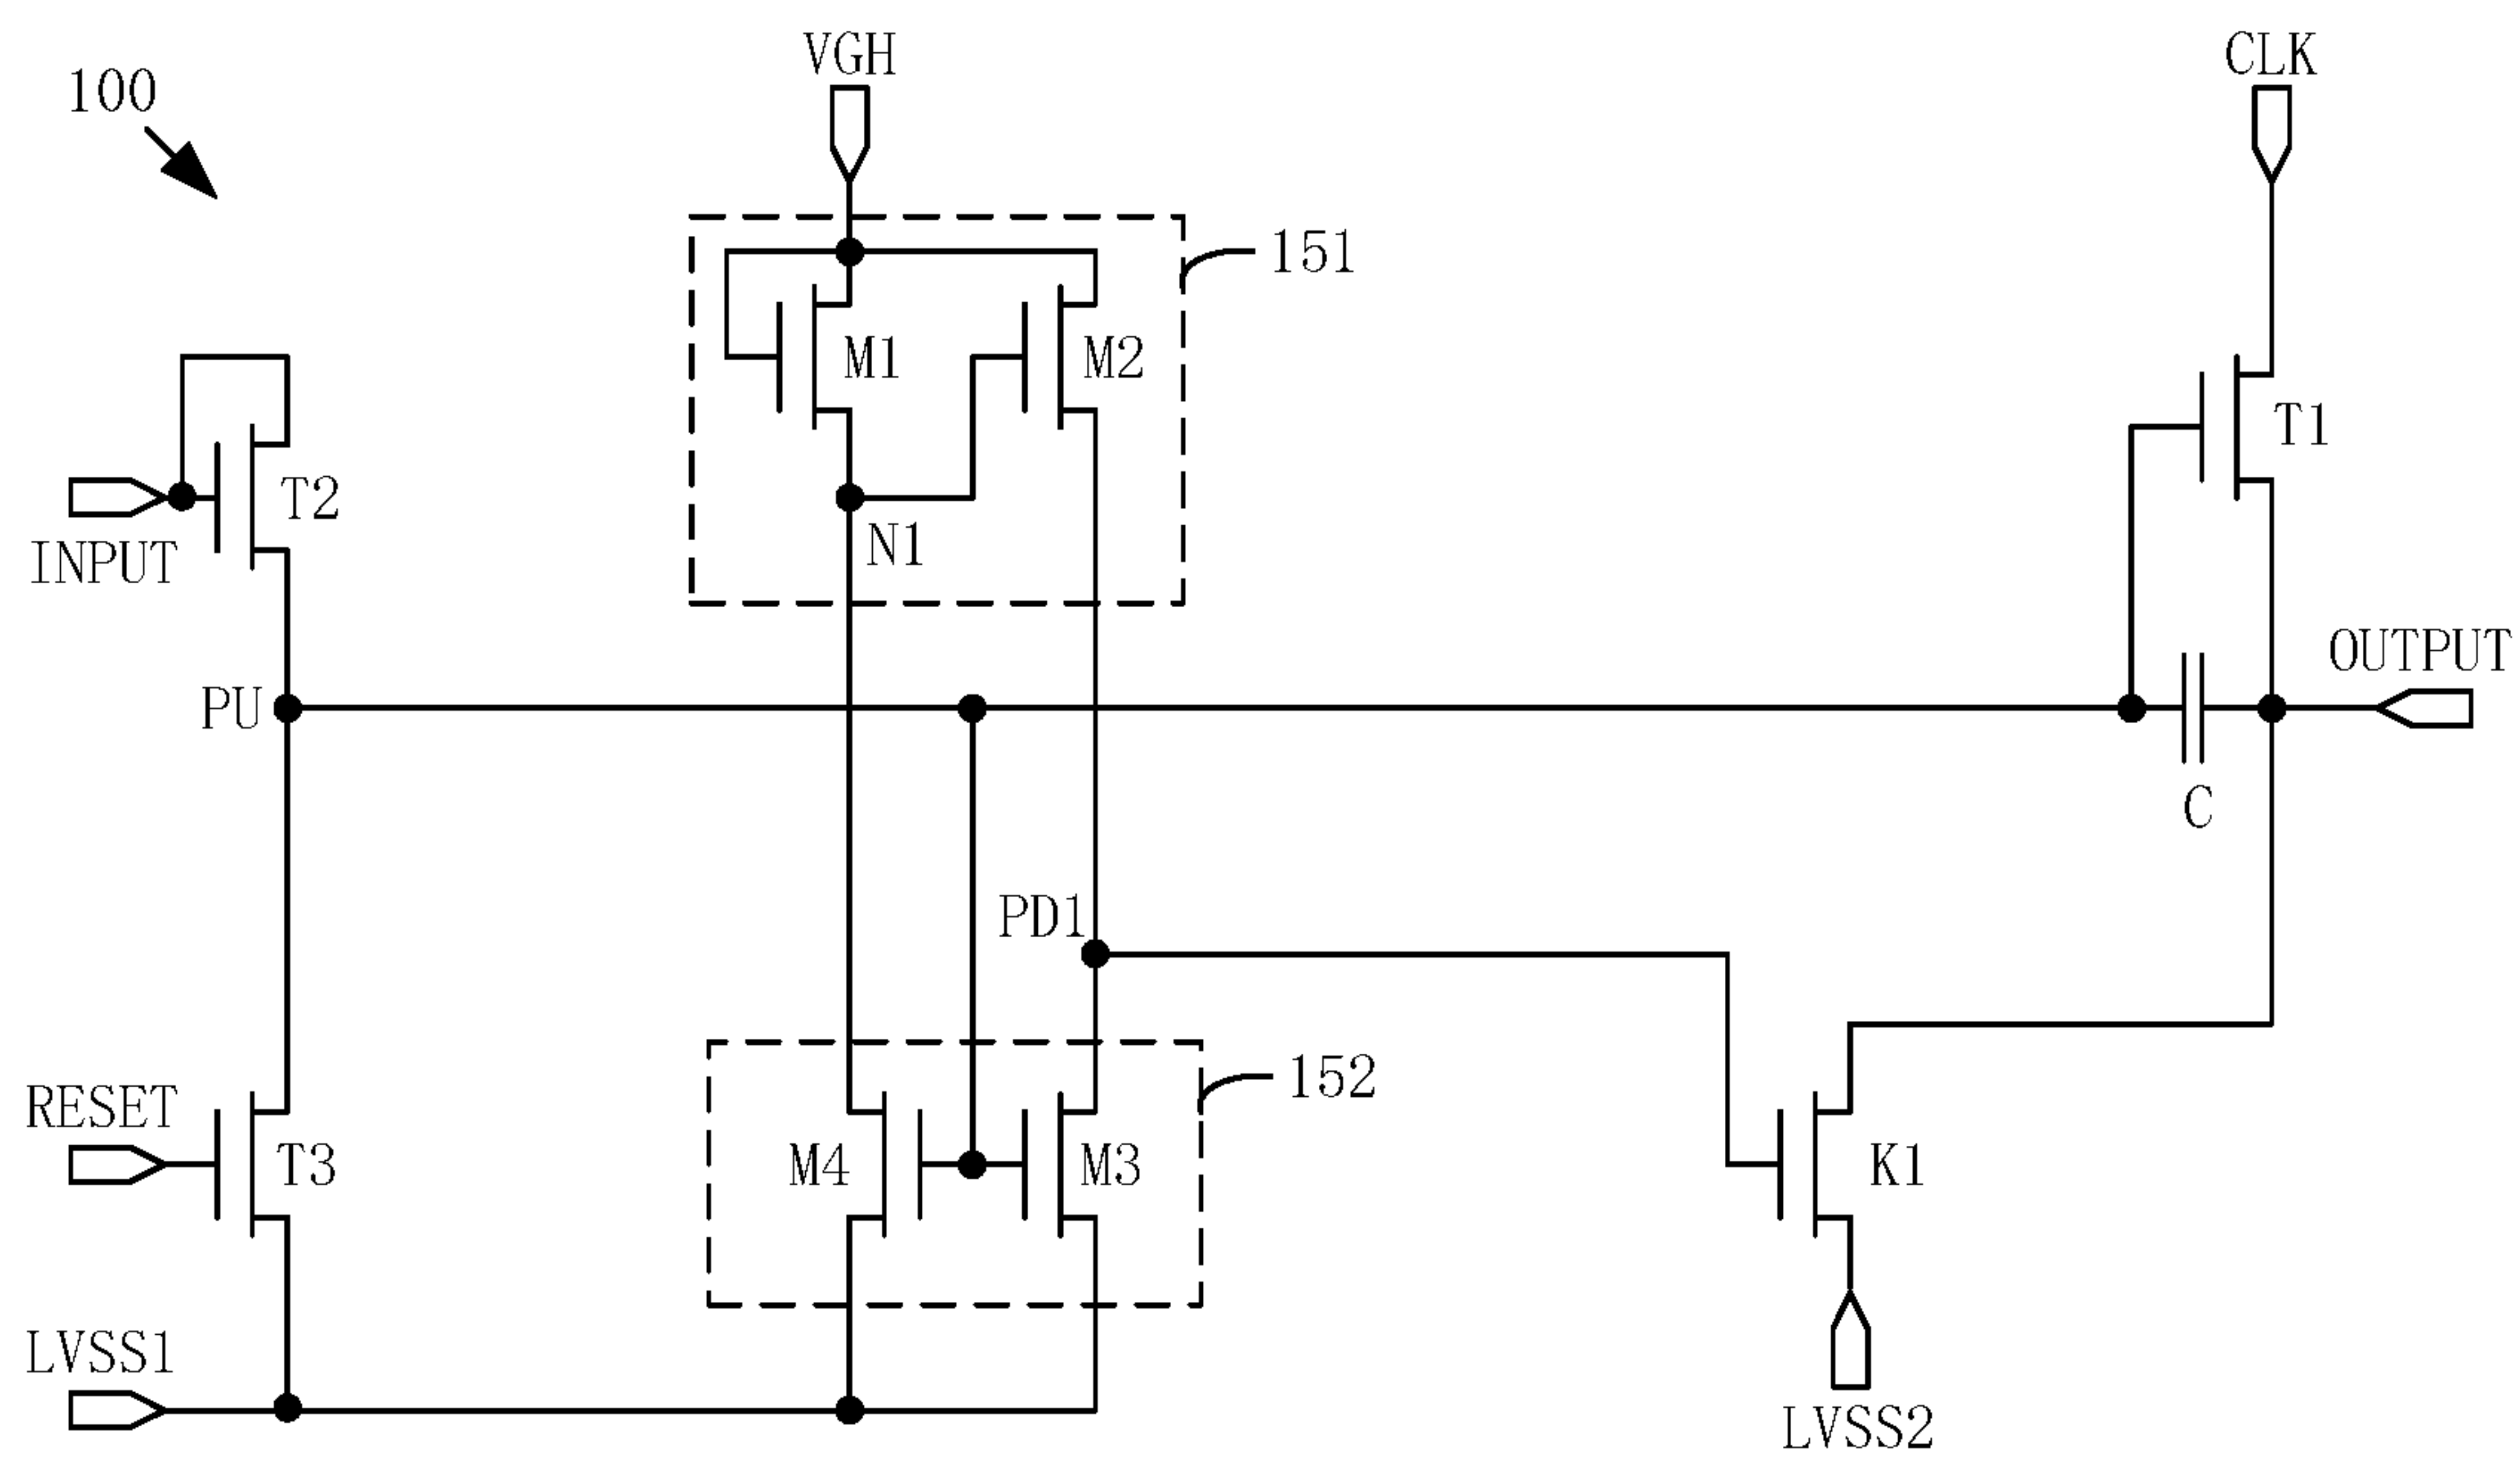 VGH
CLK
100
151
M1
M2
T1
T2
INPUT
N1
OUTPUT
PU
C
PD1
RESET
152
T3
M4
M3
K1
LVSS1
LVSS2